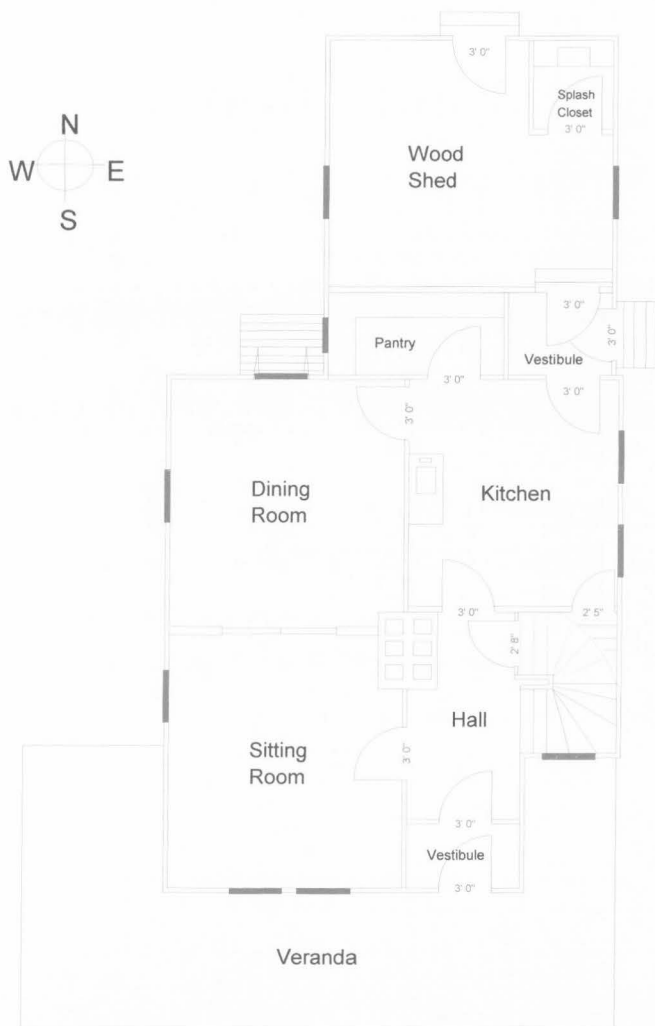 3' 0"
Splash
Closet
3' 0"
N
W E
S
Wood
Shed
3' 0"
3' 0"
Pantry
Vestibule
3' 0"
3' 0"
3' 0"
Dining
Room
Kitchen
3' 0"
2' 5"
2' 8"
Hall
Sitting
Room
3' 0"
3' 0"
Vestibule
3' 0"
Veranda